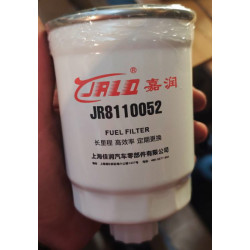 JRLD 嘉润
JR8110052
FUEL FILTER
长里程 高效率 定期更换
上海佳润汽车零部件有限公司